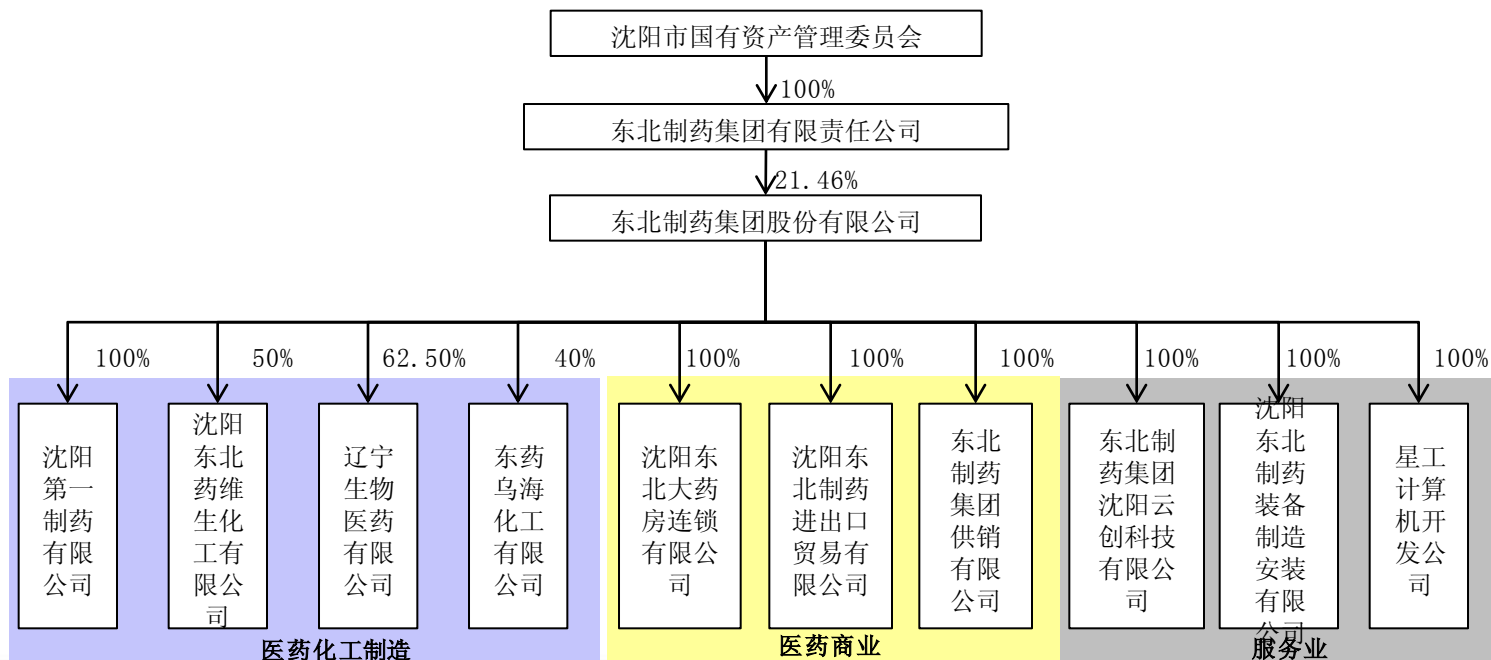 沈阳市国有资产管理委员会
100%
东北制药集团有限责任公司
21.46%
东北制药集团股份有限公司
100%
50%
62.50%
40%
100%
100%
100%
100%
100%
100%
沈阳
第一
制药
有限
公司
沈阳
东北
药维
生化
工有
限公
司
辽宁
生物
医药
有限
公司
东药
乌海
化工
有限
公司
沈阳东
北大药
房连锁
有限公
司
沈阳东
北制药
进出口
贸易有
限公司
东北
制药
集团
供销
有限
公司
东北制
药集团
沈阳云
创科技
有限公
司
沈阳
东北
制药
装备
制造
安装
有限
公司
星工
计算
机开
发公
司
医药化工制造
医药商业
服务业